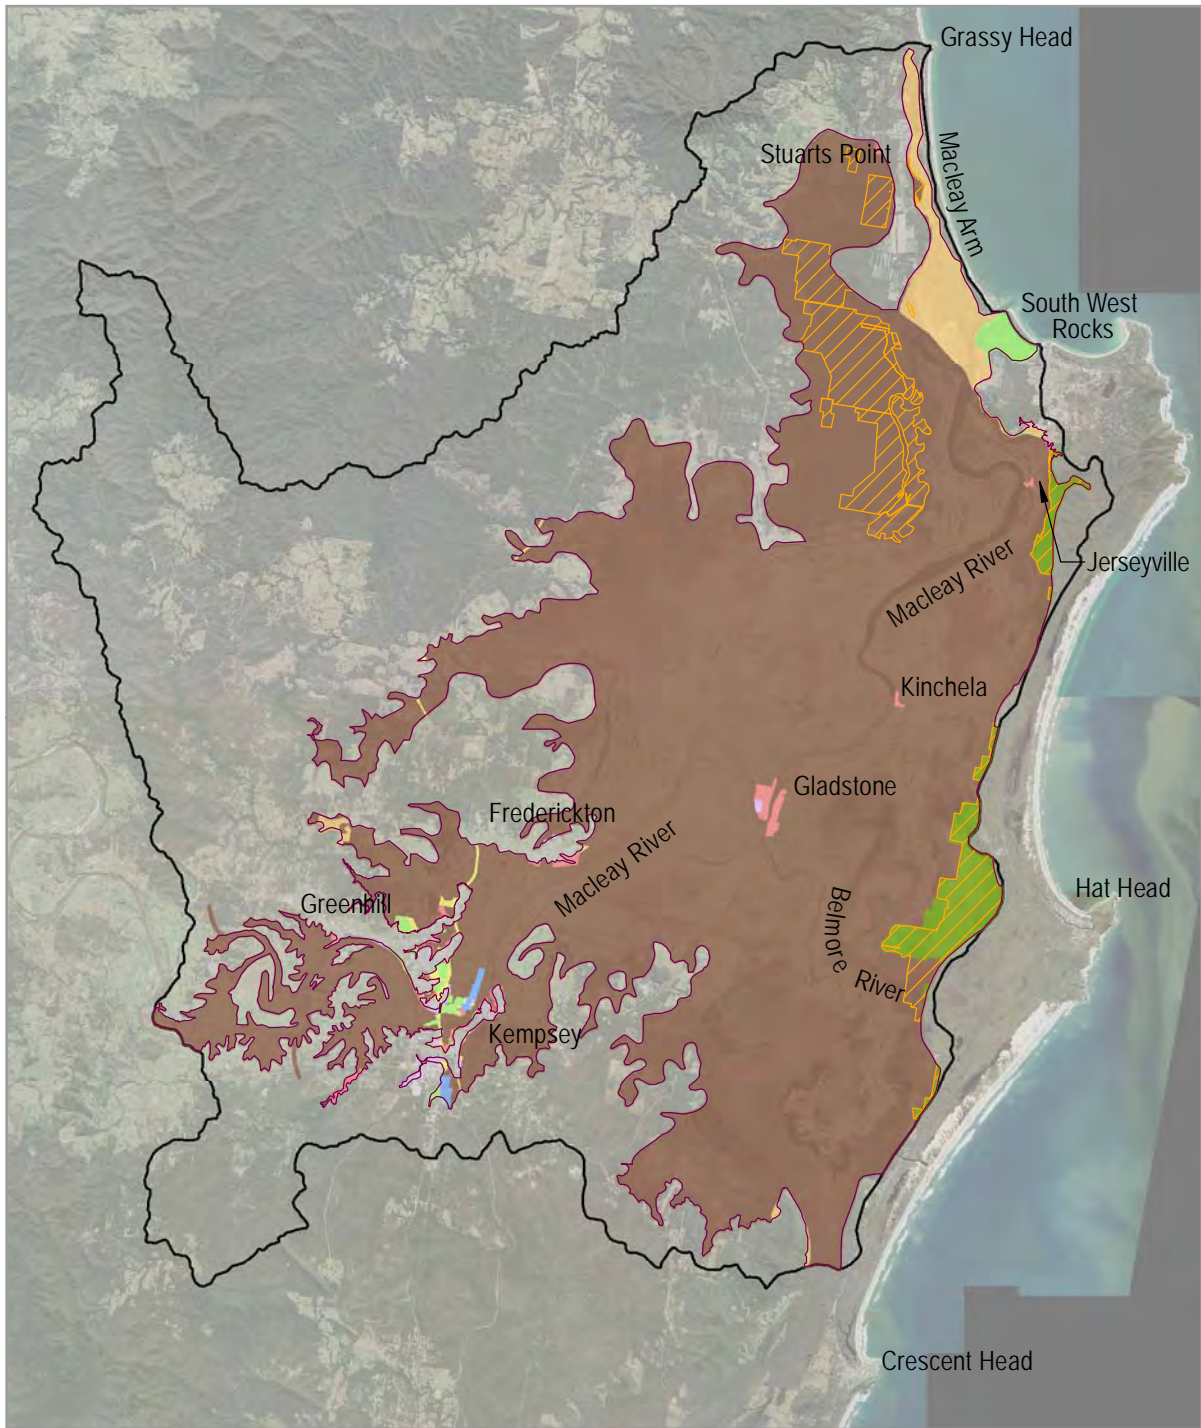 Grassy Head
Stuarts Point
Macleay Arm
South West
Rocks
Jerseyville
Macleay River
Kinchela
Gladstone
Frederickton
Macleay River
Greenhill
Belmore
River
Hat Head
Kempsey
Crescent Head